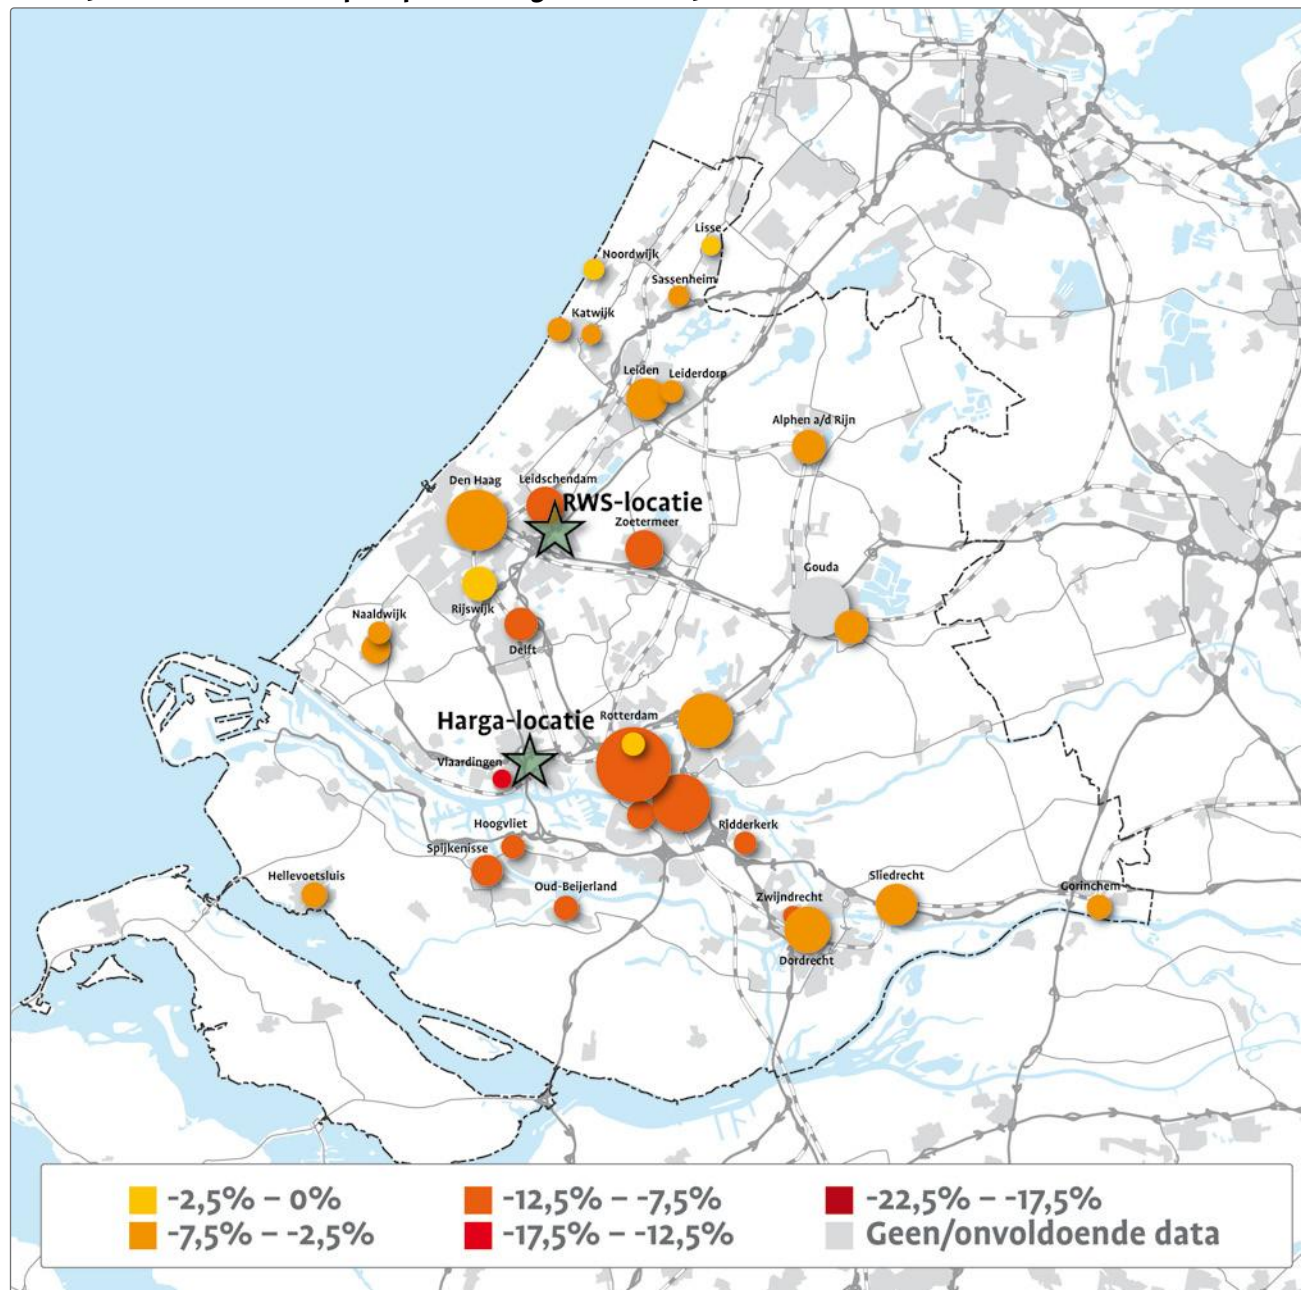 Lisse
Noordwijk
Sassenheim
Katwijk
Leiden
Leiderdorp
Alphen a/d Rijn
Den Haag
Leidschendam
RWS-locatie
Zoetermeer
Gouda
Rijswijk
Naaldwijk
Delft
Harga-locatie
Rotterdam
Vlaardingen
Hoogvliet
Ridderkerk
Spijkenisse
Hellevoetsluis
Oud-Beijerland
Zwijndrecht
Sliedrecht
Gorinchem
Dordrecht
-2,5% – 0%
-7,5% – -2,5%
-12,5% – -7,5%
-17,5% – -12,5%
-22,5% – -17,5%
Geen/onvoldoende data